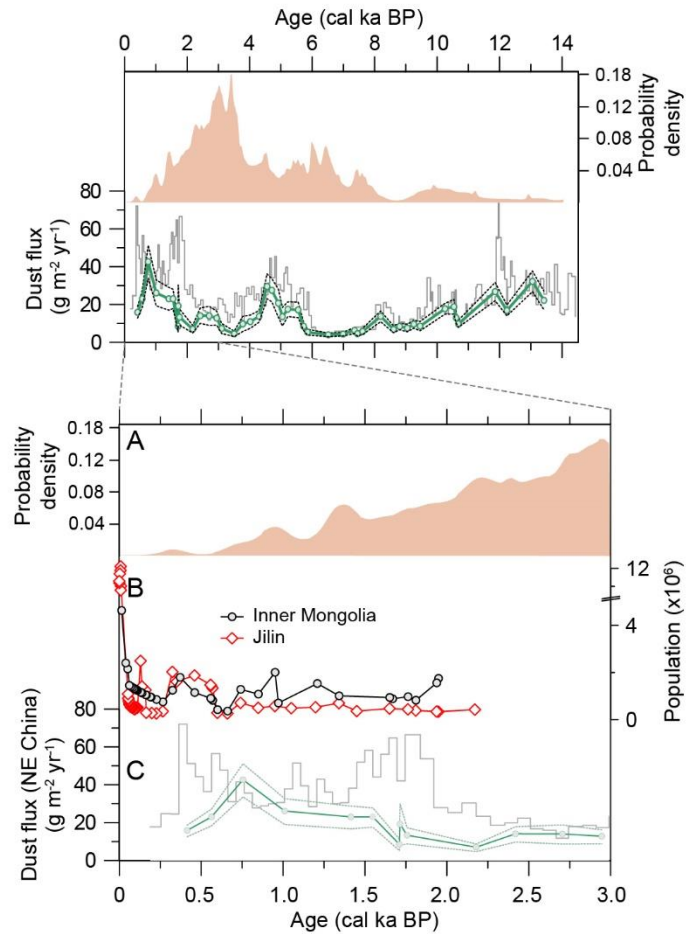 Age (cal ka BP)
0 2 4 6 8 10 12 14
0.18
0.12
0.08
0.04
Probability
density
80
60
40
20
0
Dust flux
(g m⁻² yr⁻¹)
A
0.18
0.12
0.08
0.04
Probability
density
B
12
4
2
0
Population (x10⁶)
Inner Mongolia
Jilin
C
80
60
40
20
0
Dust flux (NE China)
(g m⁻² yr⁻¹)
0 0.5 1.0 1.5 2.0 2.5 3.0
Age (cal ka BP)